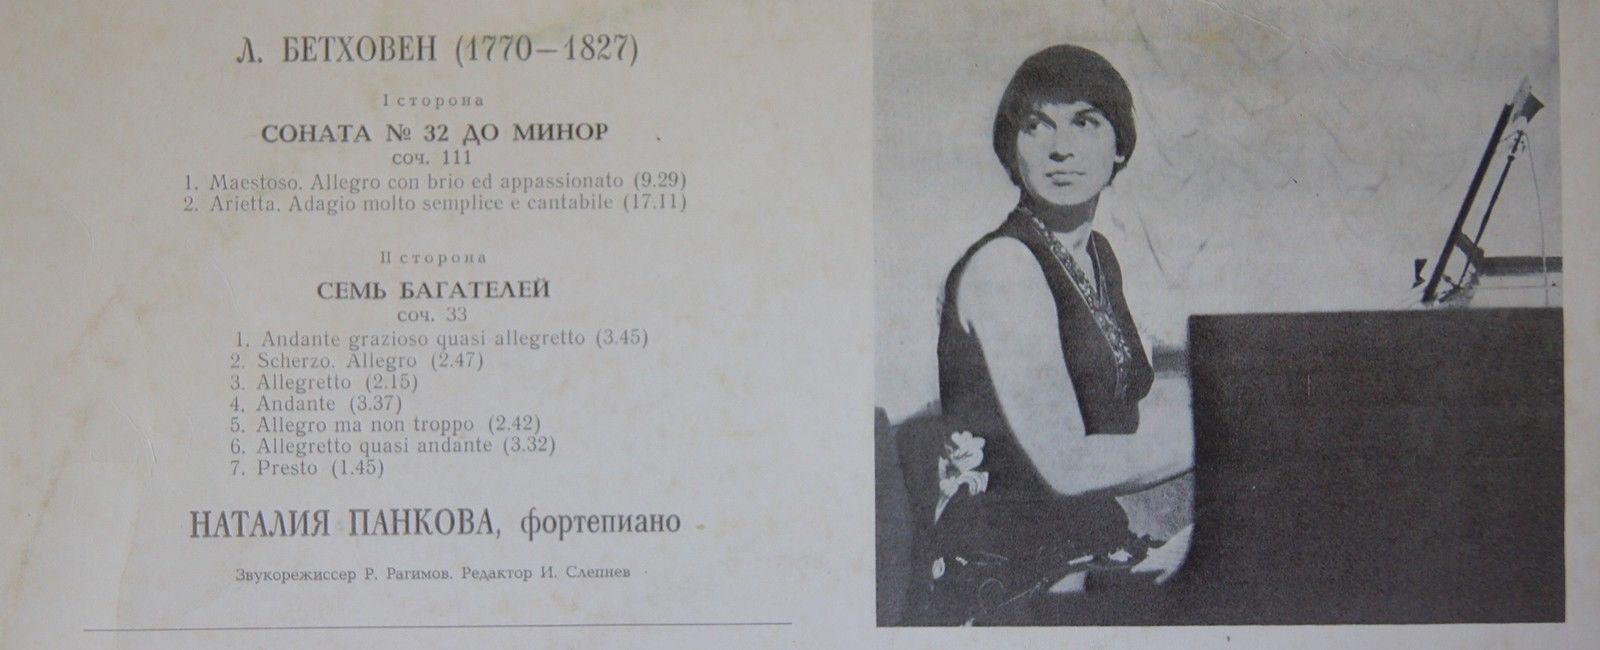 Л. БЕТХОВЕН (1770—1827)
I сторона
СОНАТА № 32 ДО МИНОР
соч. 111
1. Maestoso. Allegro con brio ed appassionato (9.29)
2. Arietta. Adagio molto semplice e cantabile (17.11)
II сторона
СЕМЬ БАГАТЕЛЕЙ
соч. 33
1. Andante grazioso quasi allegretto (3.45)
2. Scherzo. Allegro (2.47)
3. Allegretto (2.15)
4. Andante (3.37)
5. Allegro ma non troppo (2.42)
6. Allegretto quasi andante (3.32)
7. Presto (1.45)
НАТАЛИЯ ПАНКОВА, фортепиано
Звукорежиссер Р. Рагимов. Редактор И. Слепнев